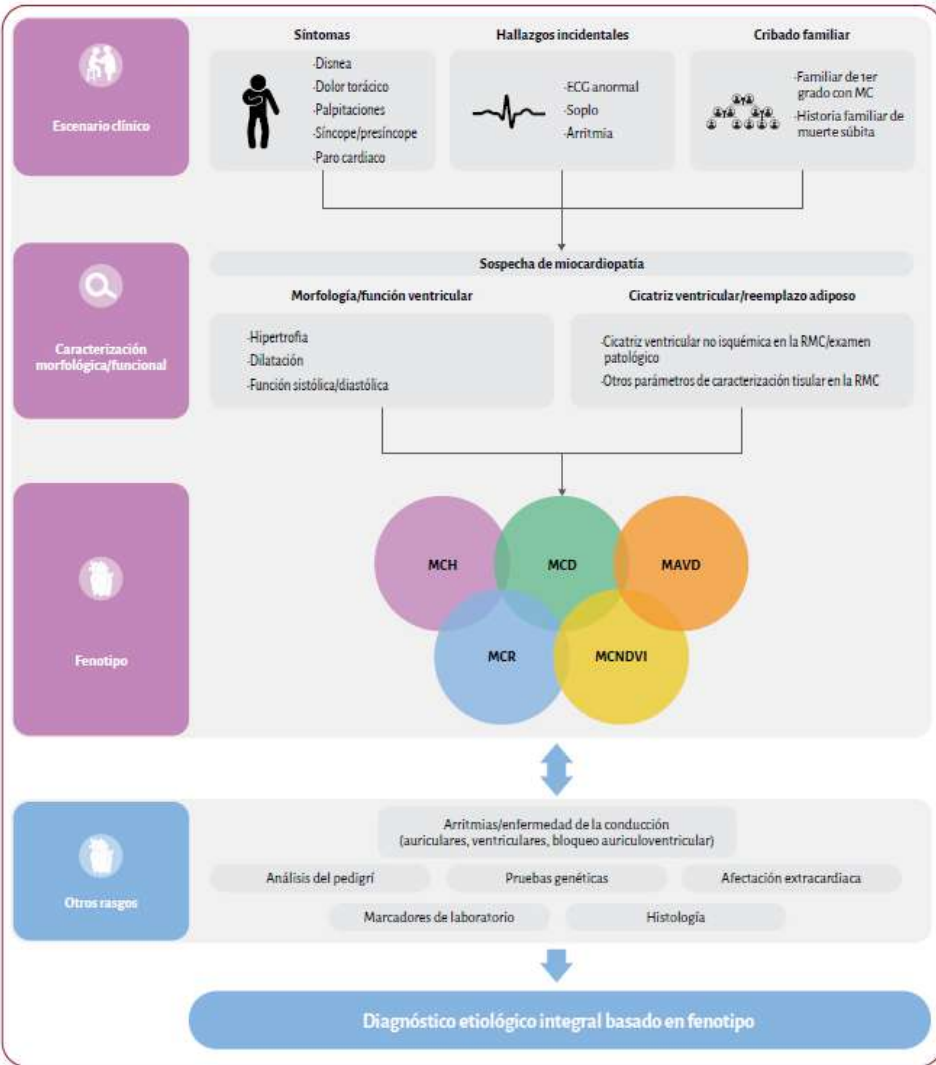 Síntomas
Hallazgos incidentales
Cribado familiar
Escenario clínico
·Disnea
·Dolor torácico
·Palpitaciones
·Síncope/presíncope
·Paro cardiaco
·ECG anormal
·Soplo
·Arritmia
·Familiar de 1er
grado con MC
·Historia familiar de
muerte súbita
Caracterización
morfológica/funcional
Sospecha de miocardiopatía
Morfología/función ventricular
·Hipertrofia
·Dilatación
·Función sistólica/diastólica
Cicatriz ventricular/reemplazo adiposo
·Cicatriz ventricular no isquémica en la RMC/examen
patológico
·Otros parámetros de caracterización tisular en la RMC
Fenotipo
MCH
MCD
MAVD
MCR
MCNDVI
Otros rasgos
Arritmias/enfermedad de la conducción
(auriculares, ventriculares, bloqueo auriculoventricular)
Análisis del pedigrí
Pruebas genéticas
Afectación extracardiaca
Marcadores de laboratorio
Histología
Diagnóstico etiológico integral basado en fenotipo